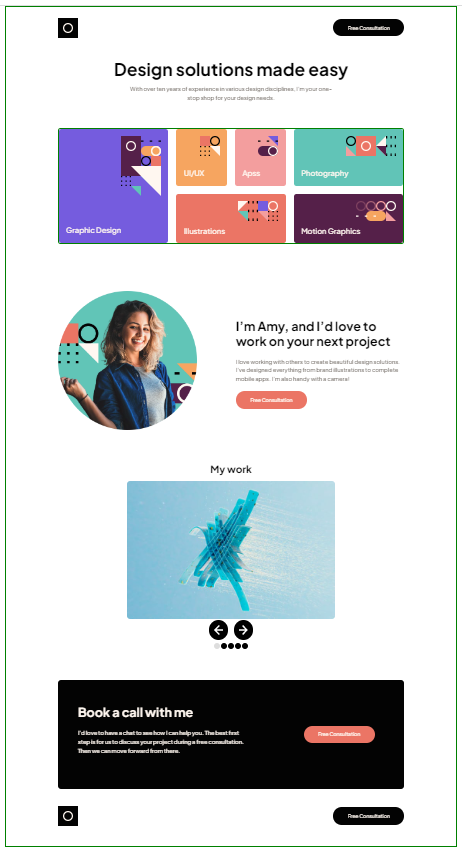 Free Consultation
Design solutions made easy
With over ten years of experience in various design disciplines, I'm your one-
stop shop for your design needs.
Graphic Design
UI/UX
Apss
Photography
Illustrations
Motion Graphics
I'm Amy, and I'd love to
work on your next project
I love working with others to create beautiful design solutions.
I've designed everything from brand illustrations to complete
mobile apps. I'm also handy with a camera!
Free Consultation
My work
Book a call with me
I'd love to have a chat to see how I can help you. The best first
step is for us to discuss your project during a free consultation.
Then we can move forward from there.
Free Consultation
Free Consultation